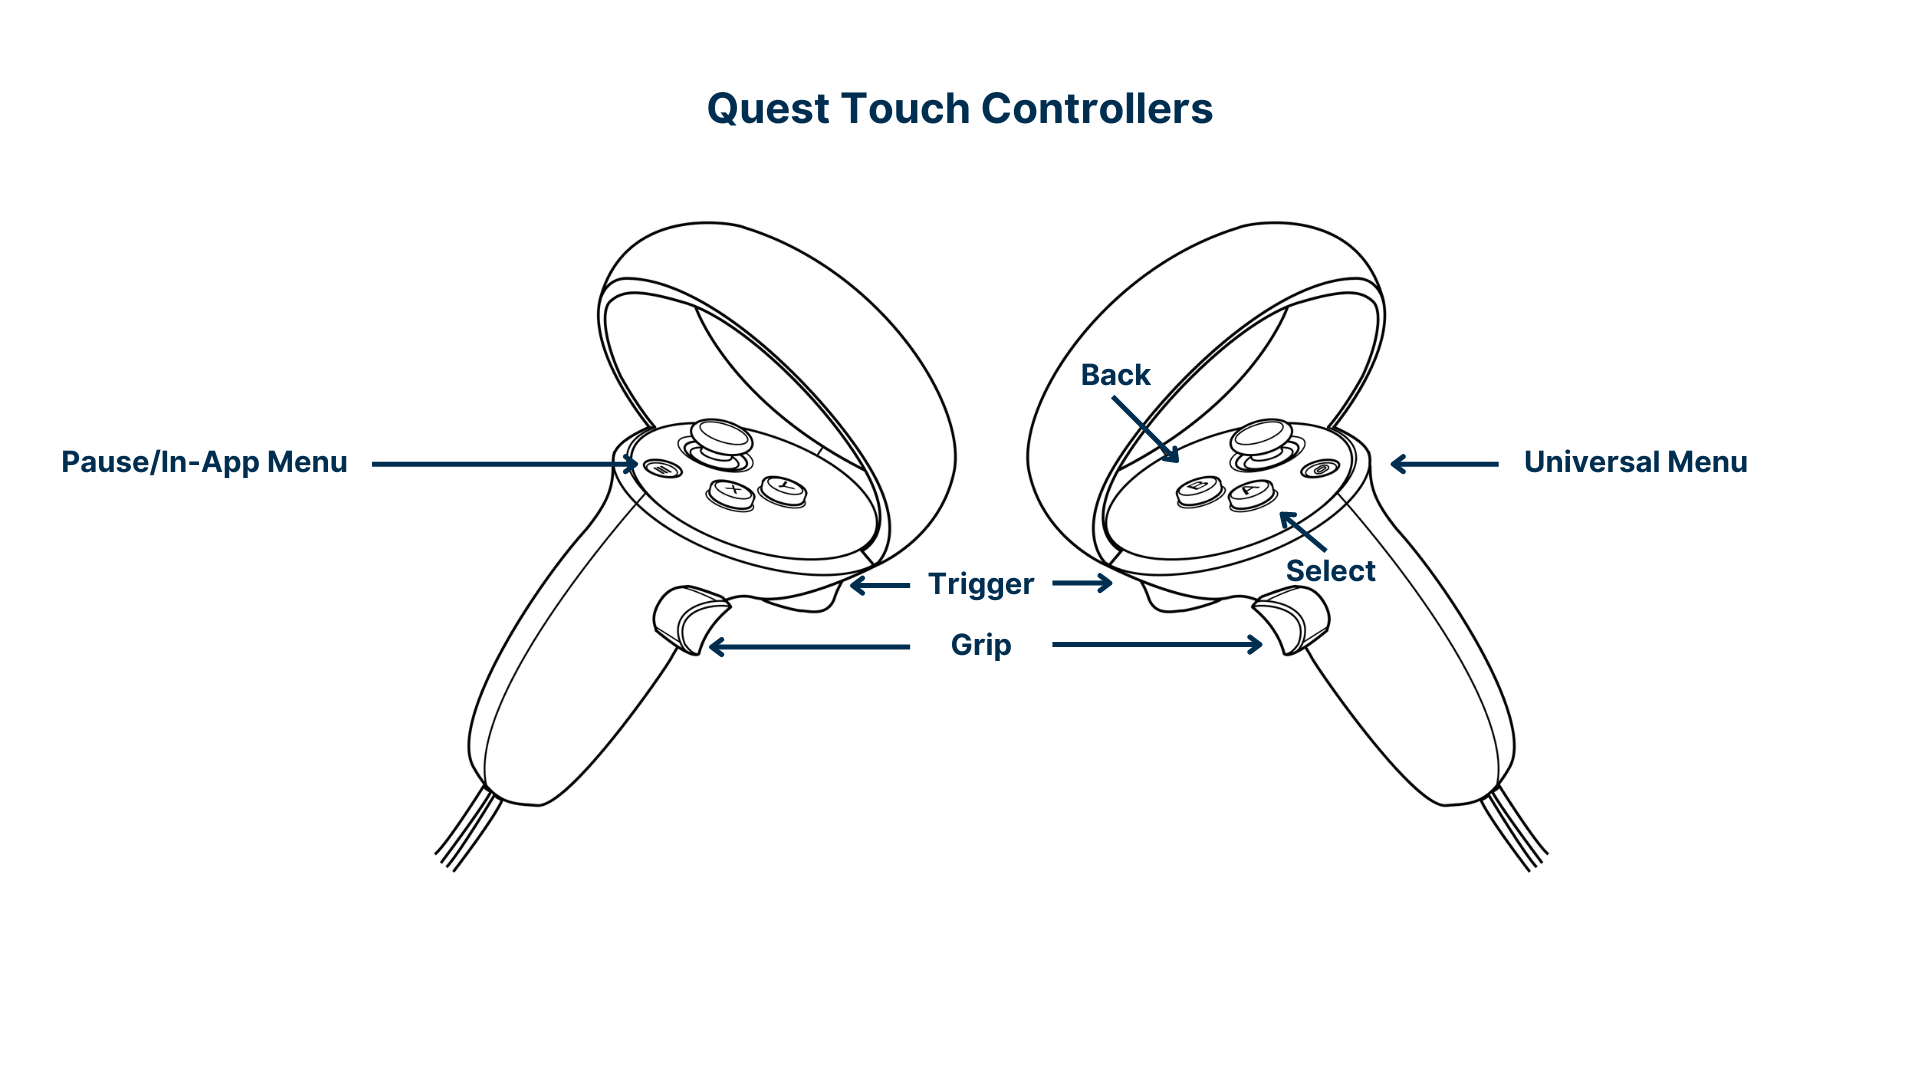 Quest Touch Controllers
Back
Pause/In-App Menu
Universal Menu
X
Y
B
A
Select
Trigger
Grip